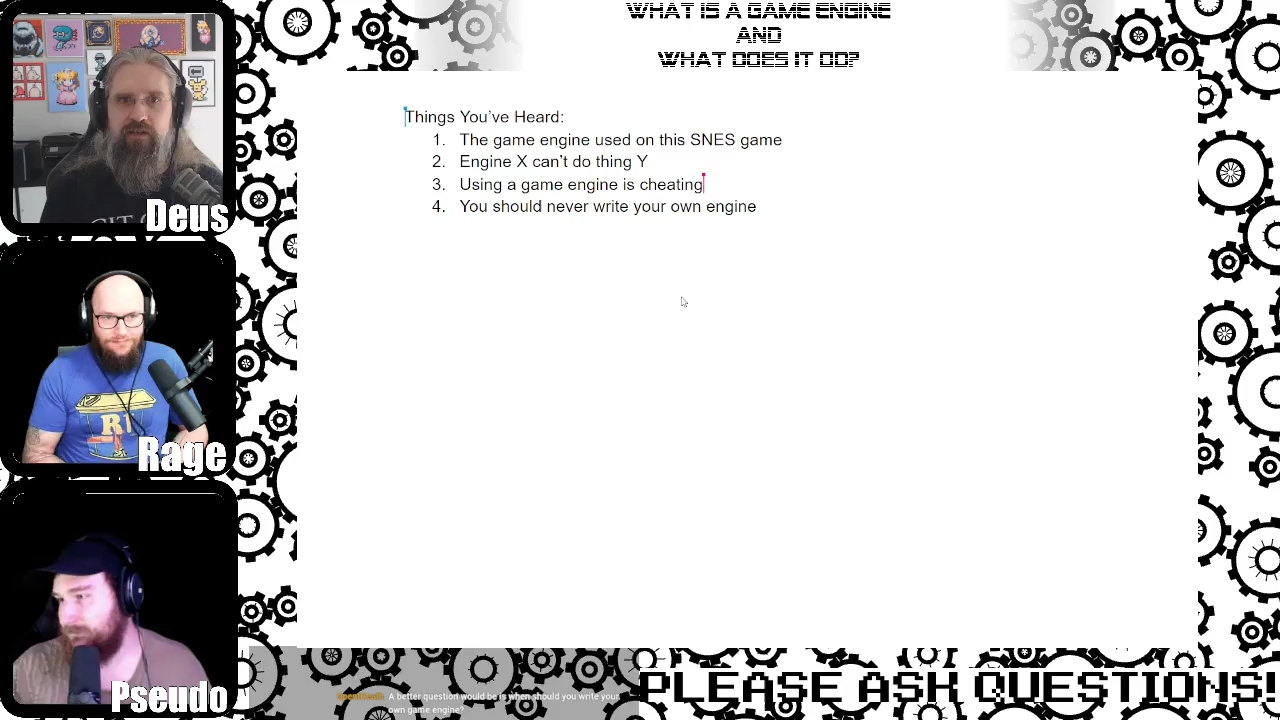 WHAT IS A GAME ENGINE
AND
WHAT DOES IT DO?
Things You've Heard:
1. The game engine used on this SNES game
2. Engine X can't do thing Y
3. Using a game engine is cheating
4. You should never write your own engine
Deus
Rage
Pseudo
A better question would be is when should you write your
own game engine?
PLEASE ASK QUESTIONS!